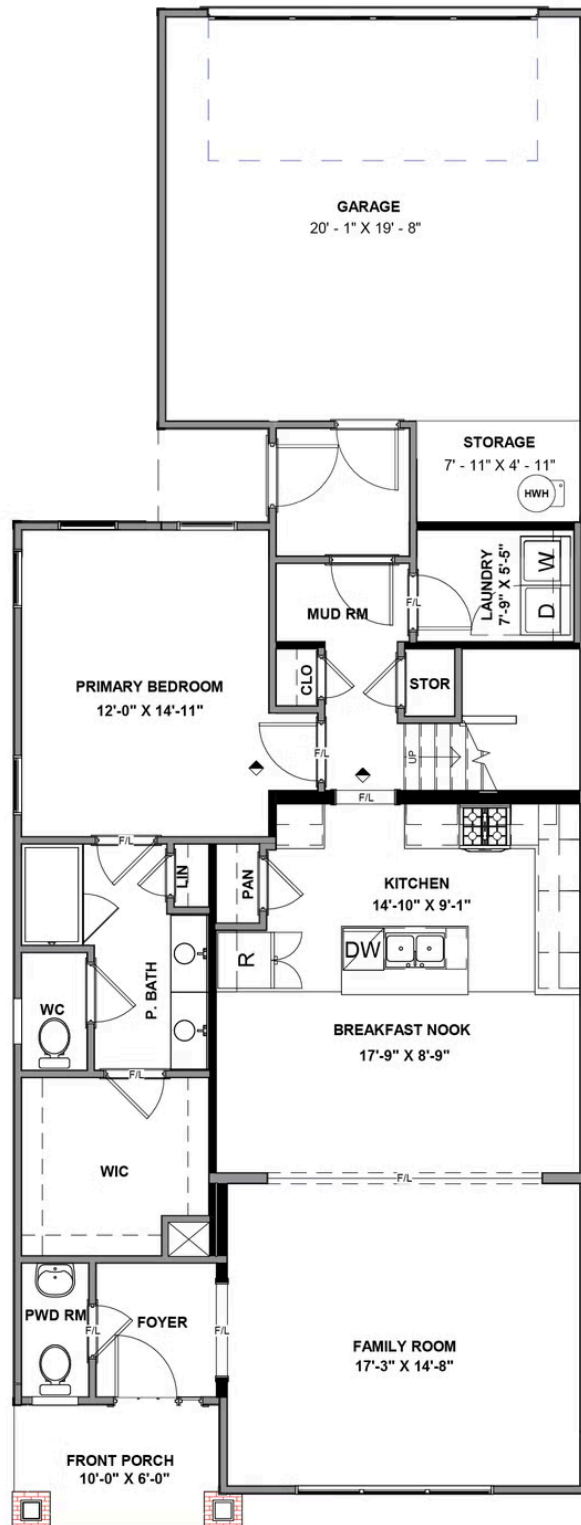 GARAGE
20' - 1" X 19' - 8"
STORAGE
7' - 11" X 4' - 11"
HWH
LAUNDRY
7'-9" X 5'-5"
W
D
F/L
MUD RM
CLO
STOR
PRIMARY BEDROOM
12'-0" X 14'-11"
F/L
UP
F/L
F/L
LIN
PAN
KITCHEN
14'-10" X 9'-1"
R
DW
P. BATH
WC
BREAKFAST NOOK
17'-9" X 8'-9"
F/L
WIC
F/L
PWD RM
F/L
FOYER
F/L
FAMILY ROOM
17'-3" X 14'-8"
FRONT PORCH
10'-0" X 6'-0"